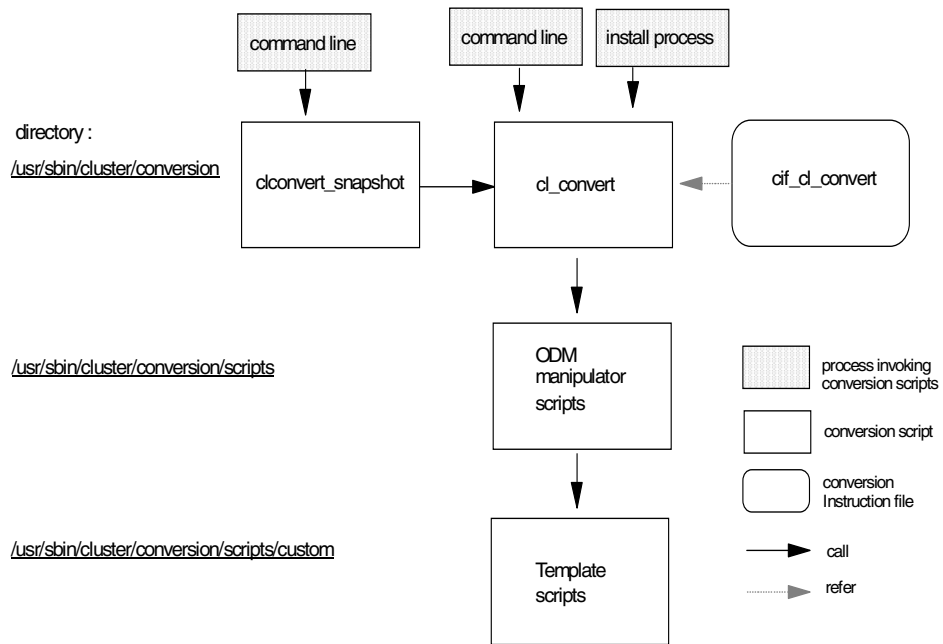 command line
command line
install process
directory :
/usr/sbin/cluster/conversion
clconvert_snapshot
cl_convert
cif_cl_convert
/usr/sbin/cluster/conversion/scripts
ODM
manipulator
scripts
process invoking
conversion scripts
conversion script
conversion
Instruction file
/usr/sbin/cluster/conversion/scripts/custom
Template
scripts
call
refer